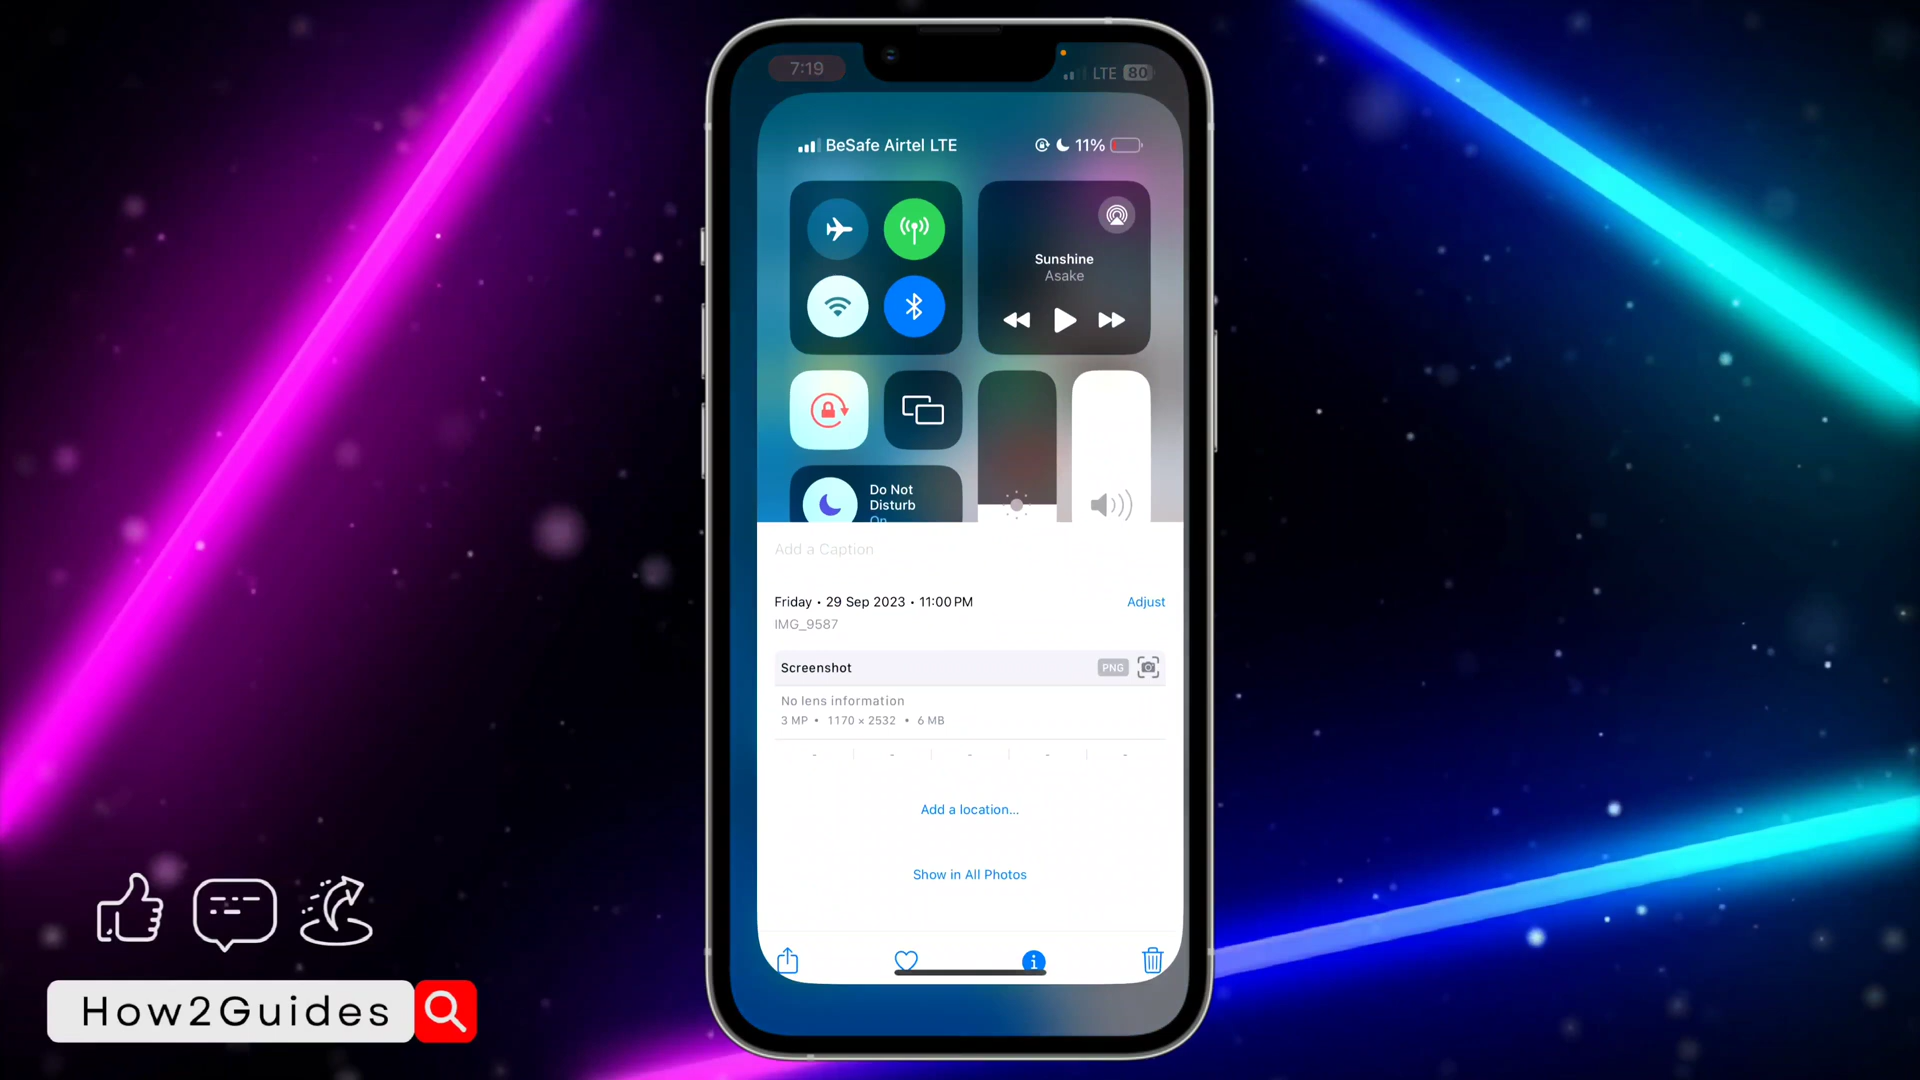 7:19
LTE 80
BeSafe Airtel LTE
11%
Sunshine
Asake
Do Not
Disturb
On
Add a Caption
Friday • 29 Sep 2023 • 11:00 PM
Adjust
IMG_9587
Screenshot
PNG
No lens information
3 MP • 1170 × 2532 • 6 MB
- - - - -
Add a location...
Show in All Photos
How2Guides